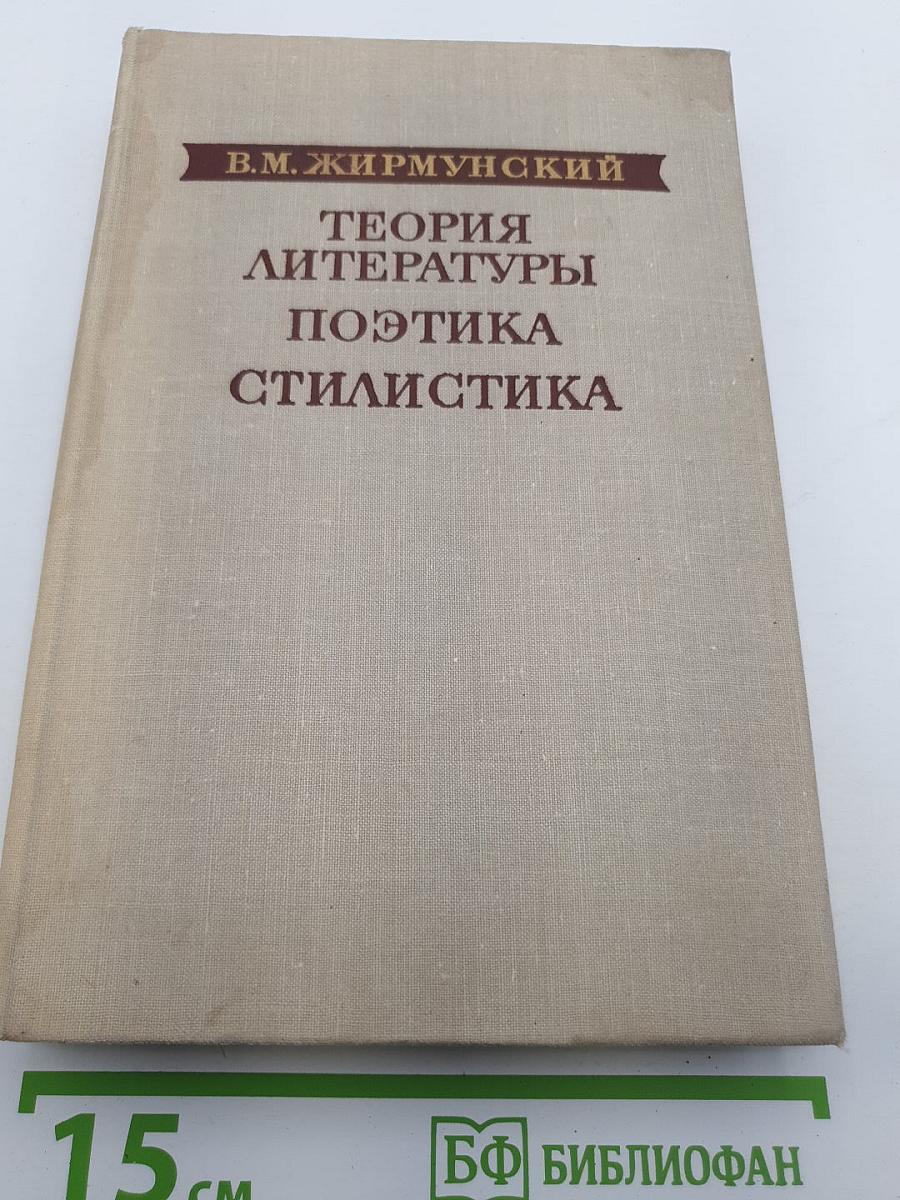 В.М.ЖИРМУНСКИЙ
ТЕОРИЯ
ЛИТЕРАТУРЫ
ПОЭТИКА
СТИЛИСТИКА
15 см
БФ БИБЛИОФАН